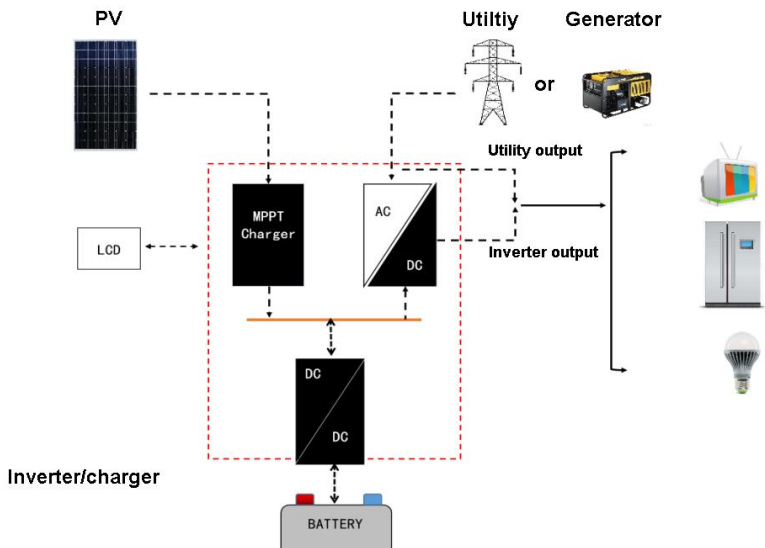 PV
Utiltiy
Generator
or
Utility output
MPPT
Charger
AC
DC
LCD
Inverter output
DC
DC
Inverter/charger
BATTERY